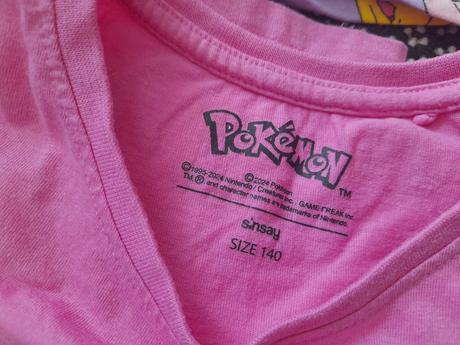 POKéMON
TM
©2024 Pokémon
©1995-2024 Nintendo / Creatures Inc. · GAME FREAK inc.
TM, ® and character names are trademarks of Nintendo.
sinsay
SIZE 140